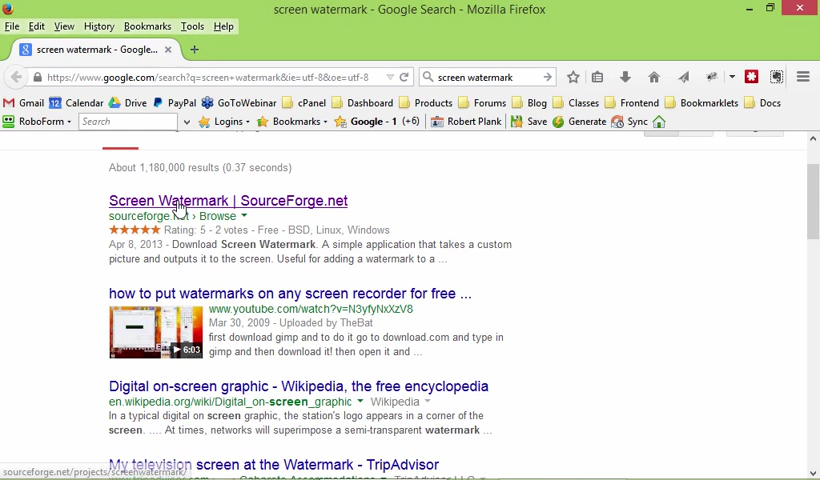 screen watermark - Google Search - Mozilla Firefox
File Edit View History Bookmarks Tools Help
screen watermark - Google...
https://www.google.com/search?q=screen+watermark&ie=utf-8&oe=utf-8
screen watermark
Gmail Calendar Drive PayPal GoToWebinar cPanel Dashboard Products Forums Blog Classes Frontend Bookmarklets Docs
RoboForm Search Logins Bookmarks Google - 1 (+6) Robert Plank Save Generate Sync
About 1,180,000 results (0.37 seconds)
Screen Watermark | SourceForge.net
sourceforge.net › Browse
Rating: 5 - 2 votes - Free - BSD, Linux, Windows
Apr 8, 2013 - Download Screen Watermark. A simple application that takes a custom
picture and outputs it to the screen. Useful for adding a watermark to a ...
how to put watermarks on any screen recorder for free ...
www.youtube.com/watch?v=N3yfyNxXzV8
Mar 30, 2009 - Uploaded by TheBat
first download gimp and to do it go to download.com and type in
gimp and then download it! then open it and ...
6:03
Digital on-screen graphic - Wikipedia, the free encyclopedia
en.wikipedia.org/wiki/Digital_on-screen_graphic Wikipedia
In a typical digital on screen graphic, the station's logo appears in a corner of the
screen. .... At times, networks will superimpose a semi-transparent watermark ...
My television screen at the Watermark - TripAdvisor
sourceforge.net/projects/screenwatermark/